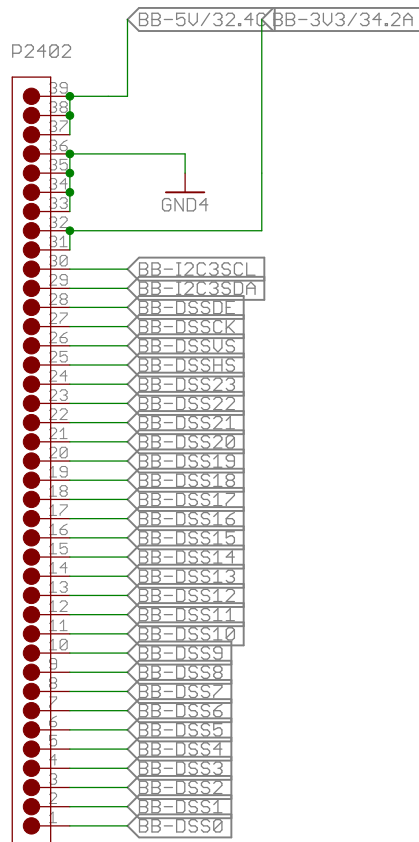 BB-5V/32.4C BB-3V3/34.2A
P2402
39
38
37
36
35
34
33
GND4
32
31
30 BB-I2C3SCL
29 BB-I2C3SDA
28 BB-DSSDE
27 BB-DSSCK
26 BB-DSSVS
25 BB-DSSHS
24 BB-DSS23
23 BB-DSS22
22 BB-DSS21
21 BB-DSS20
20 BB-DSS19
19 BB-DSS18
18 BB-DSS17
17 BB-DSS16
16 BB-DSS15
15 BB-DSS14
14 BB-DSS13
13 BB-DSS12
12 BB-DSS11
11 BB-DSS10
10 BB-DSS9
9 BB-DSS8
8 BB-DSS7
7 BB-DSS6
6 BB-DSS5
5 BB-DSS4
4 BB-DSS3
3 BB-DSS2
2 BB-DSS1
1 BB-DSS0